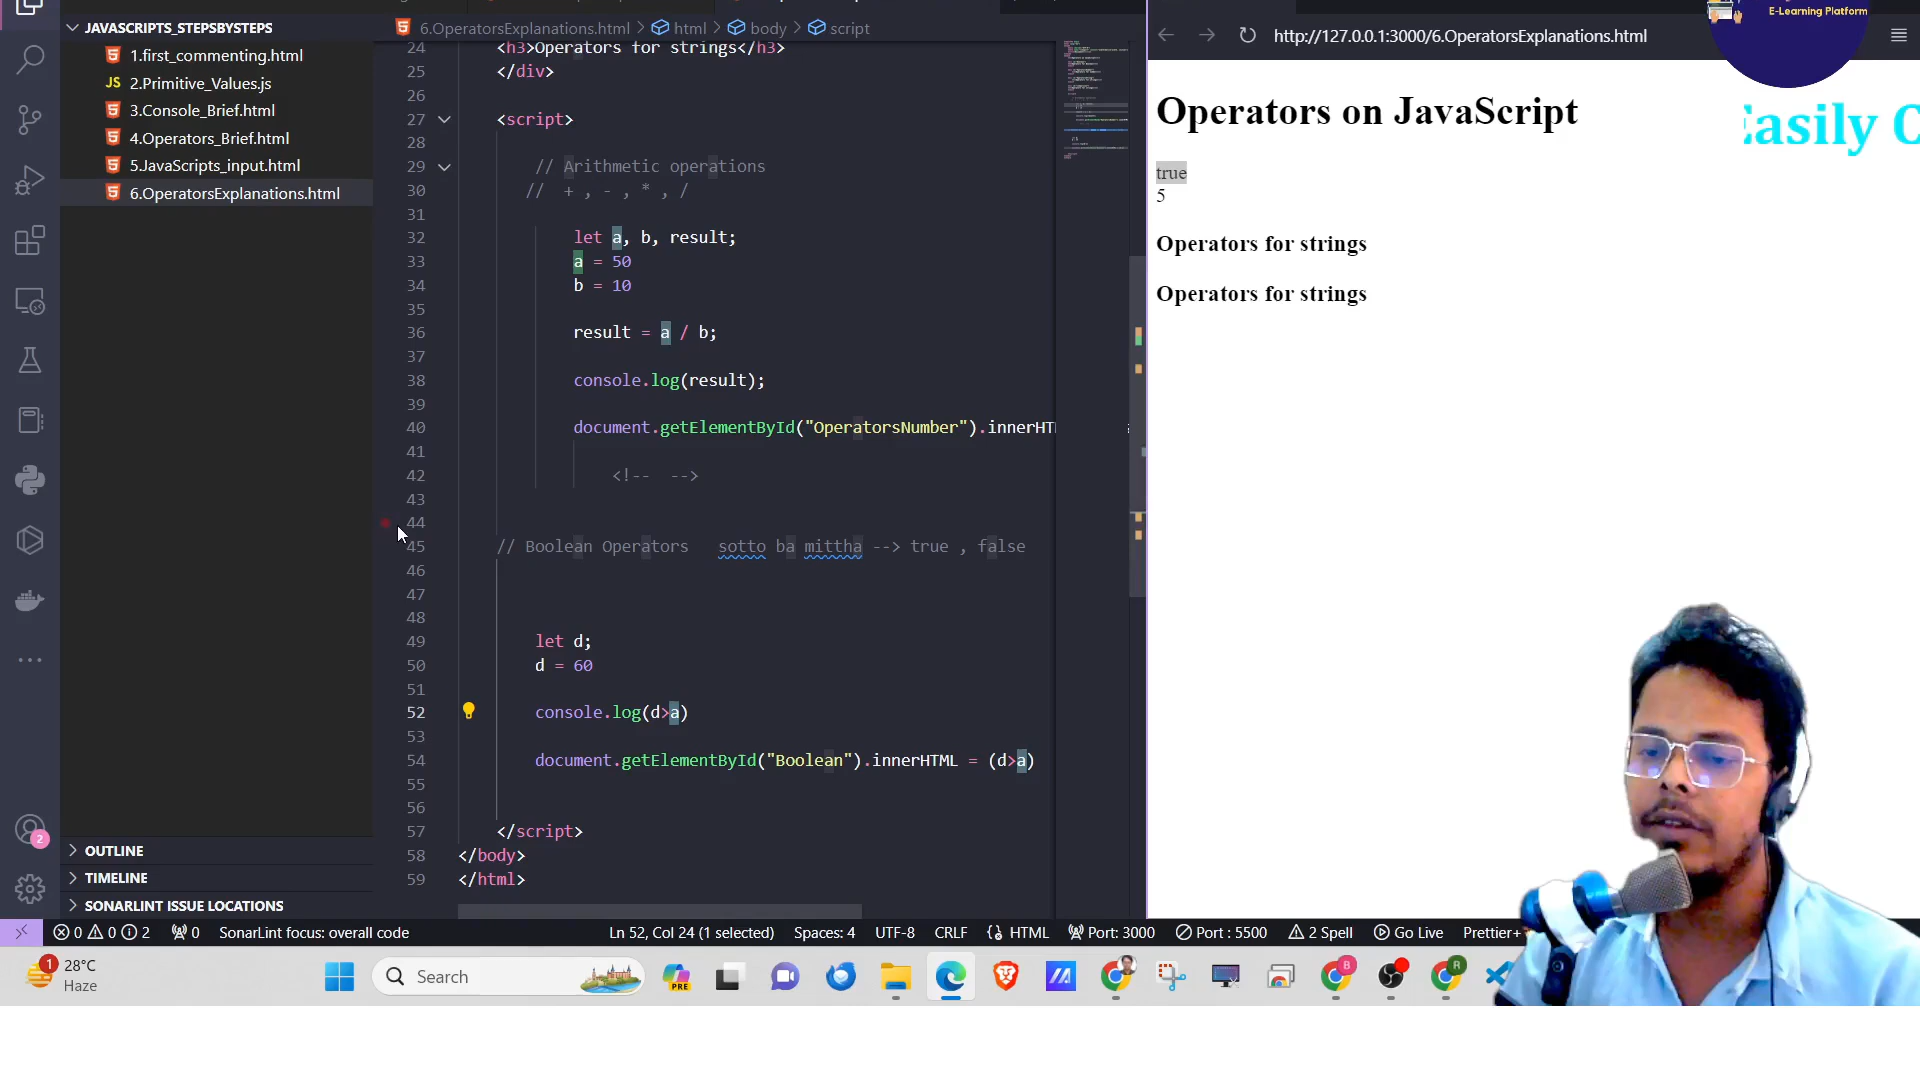 JAVASCRIPTS_STEPSBYSTEPS
1.first_commenting.html
JS 2.Primitive_Values.js
3.Console_Brief.html
4.Operators_Brief.html
5.JavaScripts_input.html
6.OperatorsExplanations.html
OUTLINE
TIMELINE
SONARLINT ISSUE LOCATIONS
6.OperatorsExplanations.html > html > body > script
24 <h3>Operators for strings</h3>
25 </div>
26
27 <script>
28
29 // Arithmetic operations
30 // + , - , * , /
31
32 let a, b, result;
33 a = 50
34 b = 10
35
36 result = a / b;
37
38 console.log(result);
39
40 document.getElementById("OperatorsNumber").innerHT
41
42 <!-- -->
43
44
45 // Boolean Operators sotto ba mittha --> true , false
46
47
48
49 let d;
50 d = 60
51
52 console.log(d>a)
53
54 document.getElementById("Boolean").innerHTML = (d>a)
55
56
57 </script>
58 </body>
59 </html>
http://127.0.0.1:3000/6.OperatorsExplanations.html
E-Learning Platform
Operators on JavaScript
Easily C
true
5
Operators for strings
Operators for strings
2
0 0 2 0 SonarLint focus: overall code Ln 52, Col 24 (1 selected) Spaces: 4 UTF-8 CRLF HTML Port: 3000 Port : 5500 2 Spell Go Live Prettier+
1
28°C
Haze
Search
PRE
B
R